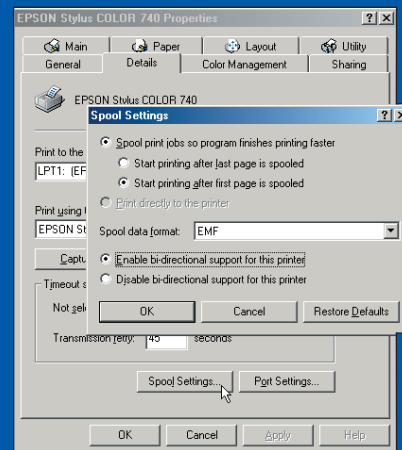 EPSON Stylus COLOR 740 Properties
Main Paper Layout Utility
General Details Color Management Sharing
EPSON Stylus COLOR 740
Spool Settings
Spool print jobs so program finishes printing faster
Start printing after last page is spooled
Start printing after first page is spooled
Print directly to the printer
Print to the
LPT1: (EF
Print using
EPSON St
Spool data format: EMF
Enable bi-directional support for this printer
Disable bi-directional support for this printer
Timeout s
Not sele
OK Cancel Restore Defaults
Transmission retry: 45 seconds
Spool Settings... Port Settings...
OK Cancel Apply Help